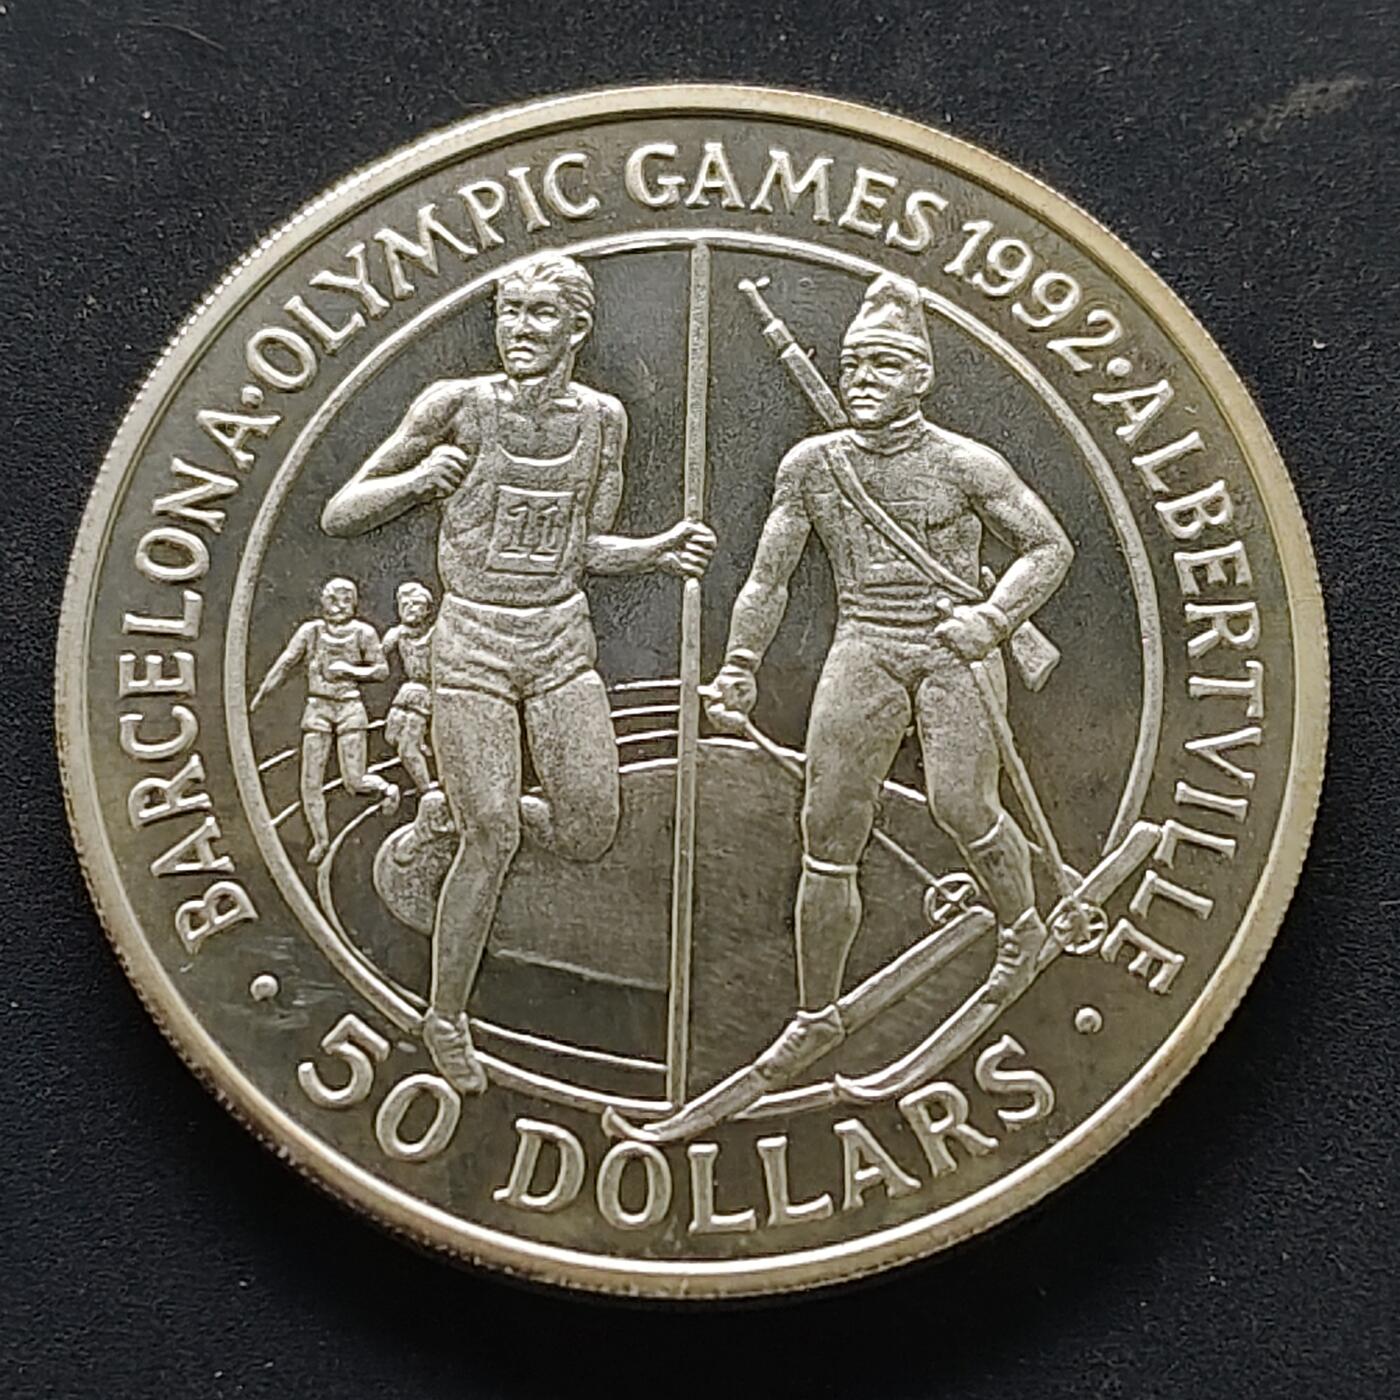 BARCELONA · OLYMPIC GAMES 1992 · ALBERTVILLE
· 50 DOLLARS ·
11